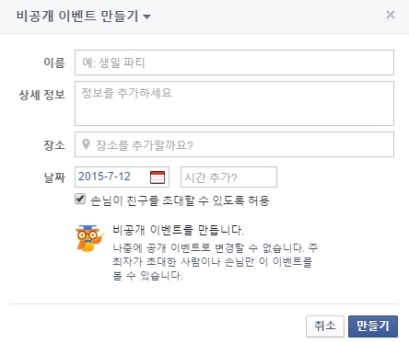 비공개 이벤트 만들기
이름 예: 생일 파티
상세 정보 정보를 추가하세요
장소 장소를 추가할까요?
날짜 2015-7-12 시간 추가?
손님이 친구를 초대할 수 있도록 허용
비공개 이벤트를 만듭니다.
나중에 공개 이벤트로 변경할 수 없습니다. 주
최자가 초대한 사람이나 손님만 이 이벤트를
볼 수 있습니다.
취소 만들기